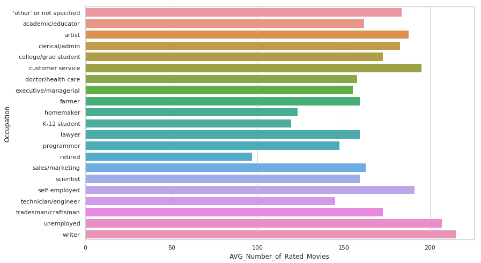 'other' or not specified
academic/educator
artist
clerical/admin
college/grad student
customer service
doctor/health care
executive/managerial
farmer
homemaker
K-12 student
lawyer
programmer
retired
sales/marketing
scientist
self-employed
technician/engineer
tradesman/craftsman
unemployed
writer
Occupation
0 50 100 150 200
AVG_Number_of_Rated_Movies